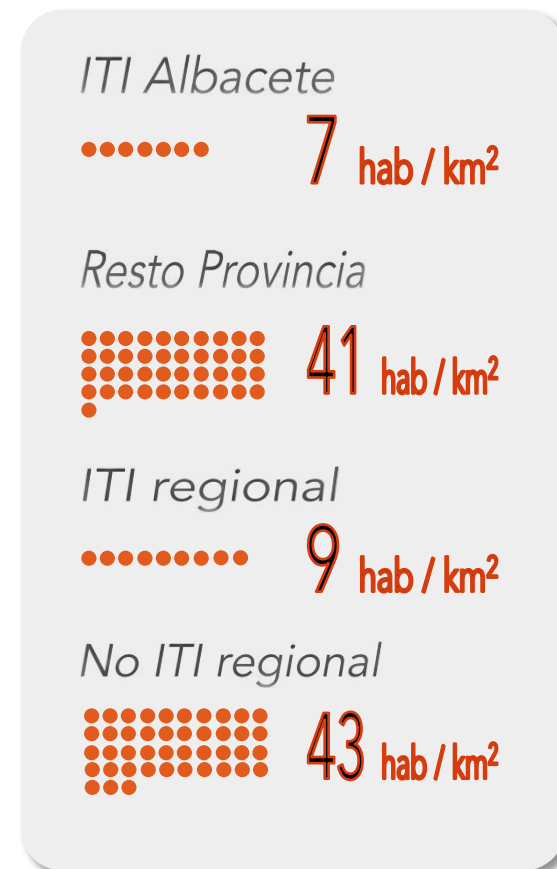 ITI Albacete
7 hab / km²
Resto Provincia
41 hab / km²
ITI regional
9 hab / km²
No ITI regional
43 hab / km²